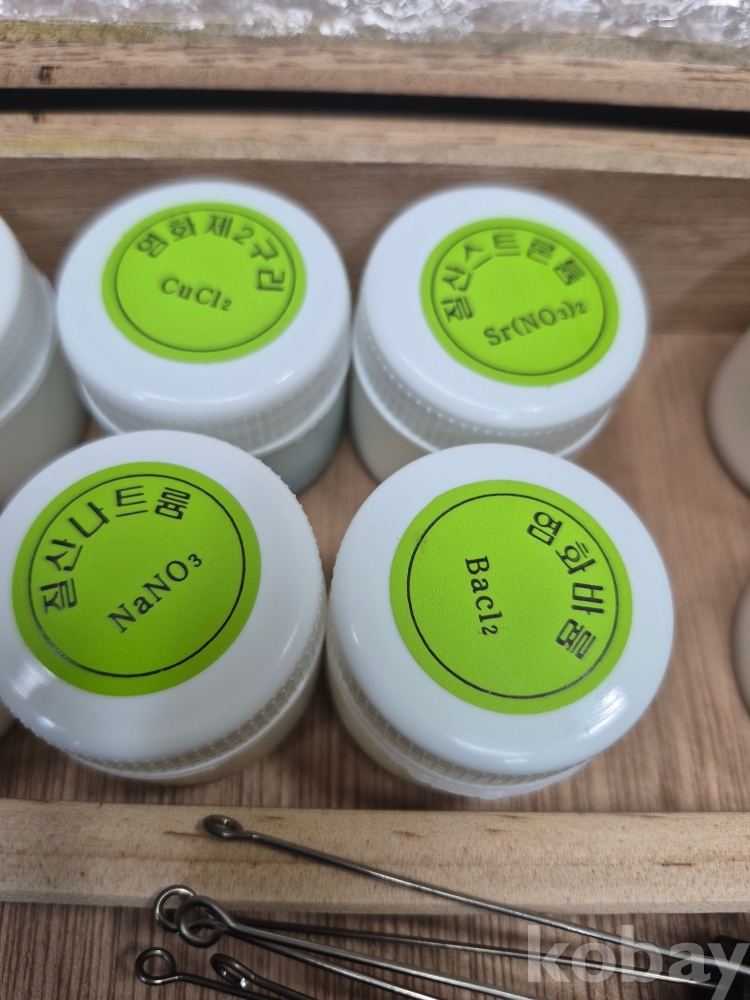 염화제2구리
CuCl₂
질산스트론튬
Sr(NO₃)₂
질산나트륨
NaNO₃
염화바륨
Bacl₂
kobay